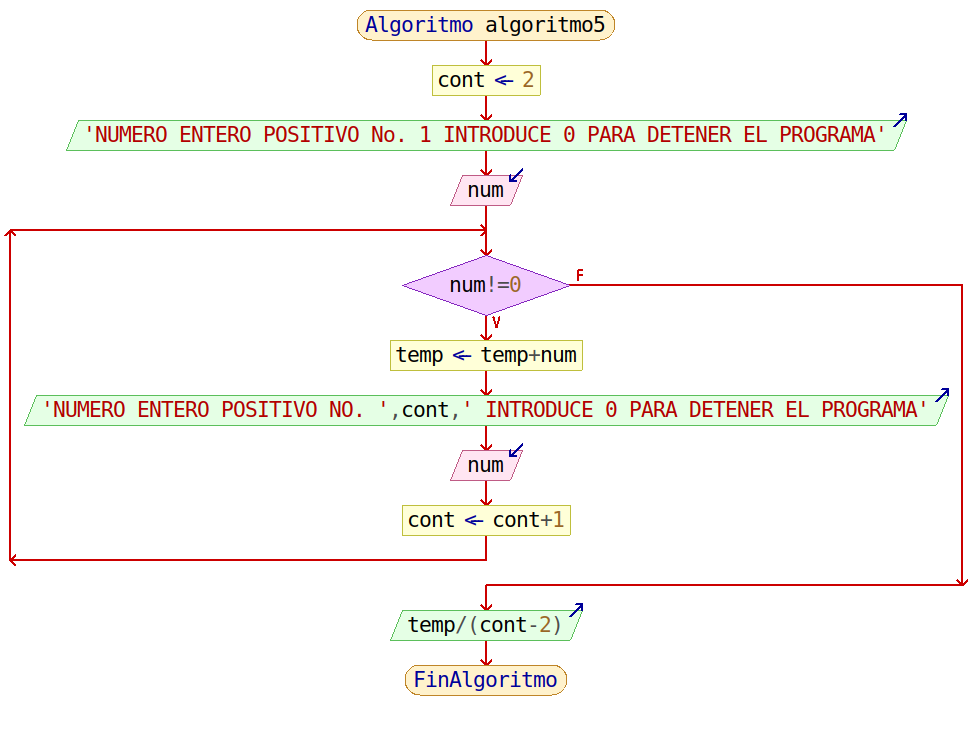 Algoritmo algoritmo5
cont <- 2
'NUMERO ENTERO POSITIVO No. 1 INTRODUCE 0 PARA DETENER EL PROGRAMA'
num
num!=0
F
V
temp <- temp+num
'NUMERO ENTERO POSITIVO NO. ',cont,' INTRODUCE 0 PARA DETENER EL PROGRAMA'
num
cont <- cont+1
temp/(cont-2)
FinAlgoritmo